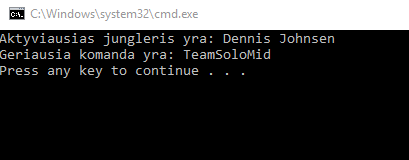 C:\Windows\system32\cmd.exe
Aktyviausias jungleris yra: Dennis Johnsen
Geriausia komanda yra: TeamSoloMid
Press any key to continue . . .